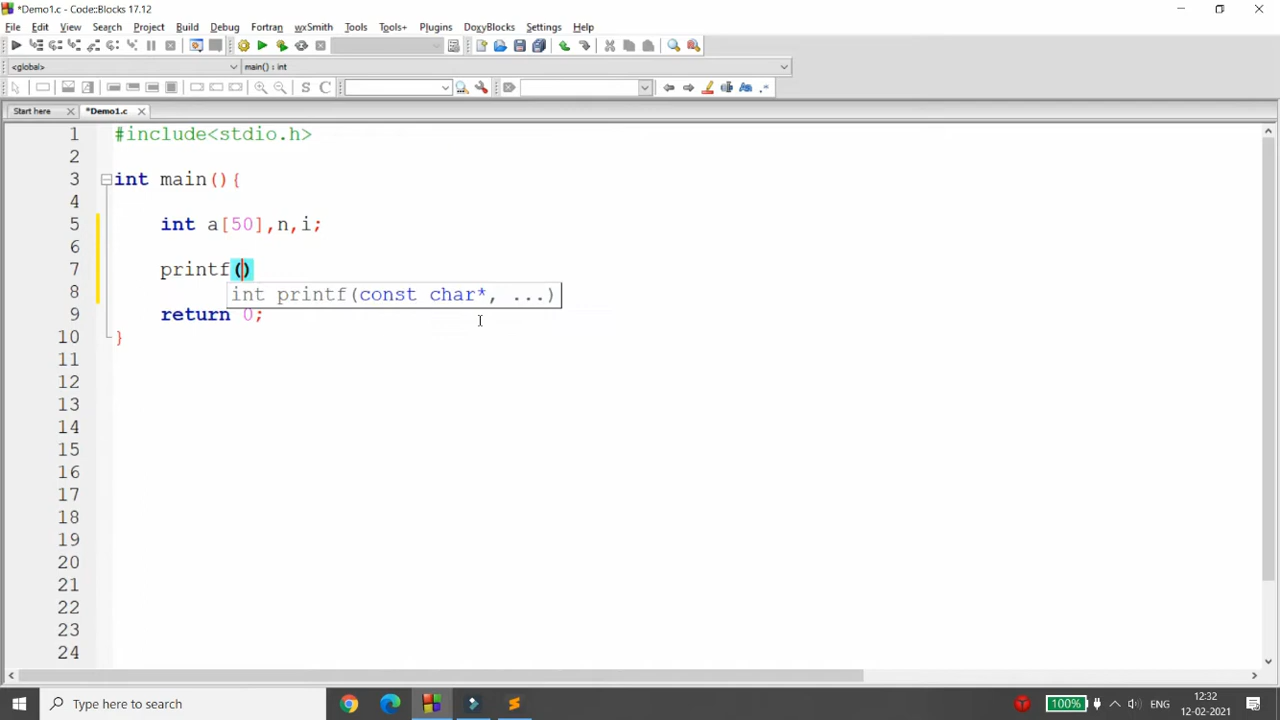 *Demo1.c - Code::Blocks 17.12
File Edit View Search Project Build Debug Fortran wxSmith Tools Tools+ Plugins DoxyBlocks Settings Help
<global> main() : int
S C
Start here *Demo1.c
1 #include<stdio.h>
2
3 int main(){
4
5 int a[50],n,i;
6
7 printf()
8 int printf(const char*, ...)
9 return 0;
10 }
11
12
13
14
15
16
17
18
19
20
21
22
23
24
Type here to search 100% ENG 12:32
12-02-2021